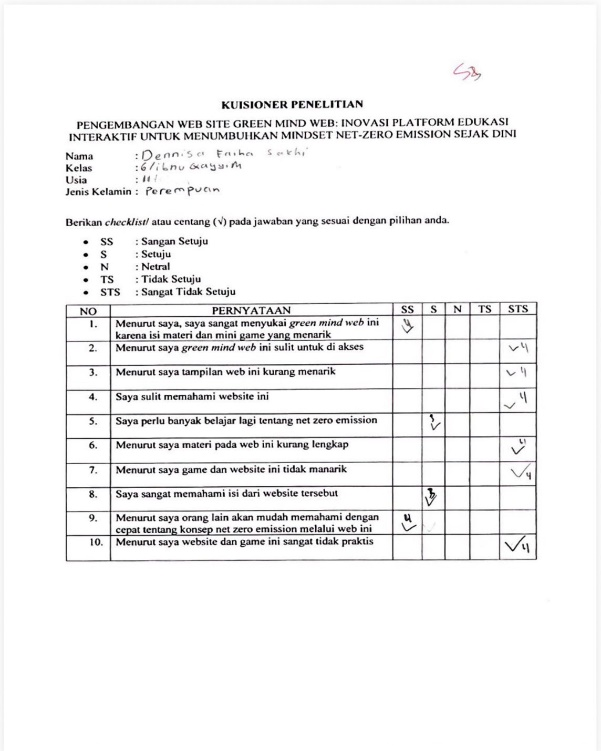 KUISIONER PENELITIAN
PENGEMBANGAN WEB SITE GREEN MIND WEB: INOVASI PLATFORM EDUKASI
INTERAKTIF UNTUK MENUMBUHKAN MINDSET NET-ZERO EMISSION SEJAK DINI
Nama : Dennisa Faiha Sakhi
Kelas : 6/ibnu Qayyim
Usia : 11
Jenis Kelamin : Perempuan
Berikan checklist/ atau centang (√) pada jawaban yang sesuai dengan pilihan anda.
• SS : Sangan Setuju
• S : Setuju
• N : Netral
• TS : Tidak Setuju
• STS : Sangat Tidak Setuju
NO PERNYATAAN SS S N TS STS
1. Menurut saya, saya sangat menyukai green mind web ini ✓ 4
karena isi materi dan mini game yang menarik
2. Menurut saya green mind web ini sulit untuk di akses ✓ 4
3. Menurut saya tampilan web ini kurang menarik ✓ 4
4. Saya sulit memahami website ini ✓ 4
5. Saya perlu banyak belajar lagi tentang net zero emission ✓
6. Menurut saya materi pada web ini kurang lengkap ✓ 4
7. Menurut saya game dan website ini tidak manarik ✓ 4
8. Saya sangat memahami isi dari website tersebut ✓
9. Menurut saya orang lain akan mudah memahami dengan 4 ✓
cepat tentang konsep net zero emission melalui web ini
10. Menurut saya website dan game ini sangat tidak praktis ✓ 4